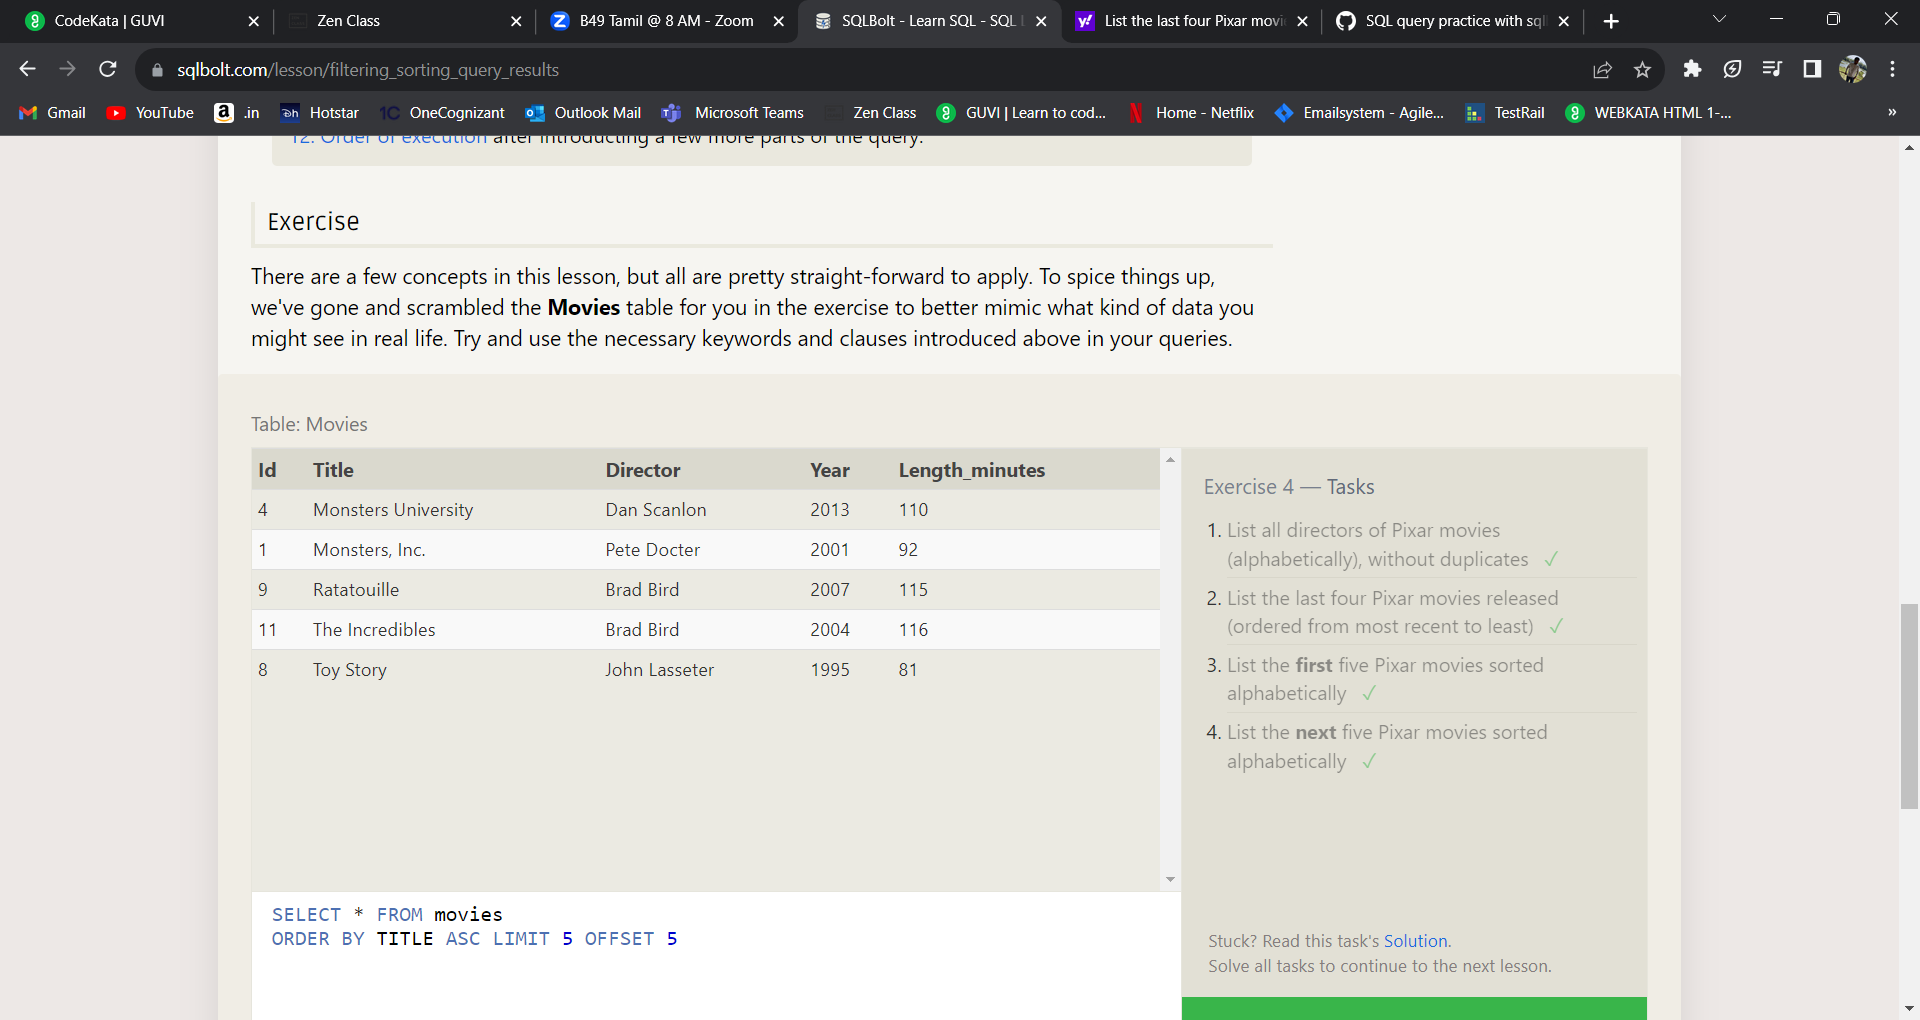 CodeKata | GUVI
Zen Class
B49 Tamil @ 8 AM - Zoom
SQLBolt - Learn SQL - SQL
List the last four Pixar movi
SQL query practice with sql
sqlbolt.com/lesson/filtering_sorting_query_results
Gmail
YouTube
.in
Hotstar
OneCognizant
Outlook Mail
Microsoft Teams
Zen Class
GUVI | Learn to cod...
Home - Netflix
Emailsystem - Agile...
TestRail
WEBKATA HTML 1-...
»
12. Order of execution after introducting a few more parts of the query.
Exercise
There are a few concepts in this lesson, but all are pretty straight-forward to apply. To spice things up,
we've gone and scrambled the Movies table for you in the exercise to better mimic what kind of data you
might see in real life. Try and use the necessary keywords and clauses introduced above in your queries.
Table: Movies
Id Title Director Year Length_minutes
4 Monsters University Dan Scanlon 2013 110
1 Monsters, Inc. Pete Docter 2001 92
9 Ratatouille Brad Bird 2007 115
11 The Incredibles Brad Bird 2004 116
8 Toy Story John Lasseter 1995 81
SELECT * FROM movies
ORDER BY TITLE ASC LIMIT 5 OFFSET 5
Exercise 4 — Tasks
1. List all directors of Pixar movies
(alphabetically), without duplicates ✓
2. List the last four Pixar movies released
(ordered from most recent to least) ✓
3. List the first five Pixar movies sorted
alphabetically ✓
4. List the next five Pixar movies sorted
alphabetically ✓
Stuck? Read this task's Solution.
Solve all tasks to continue to the next lesson.